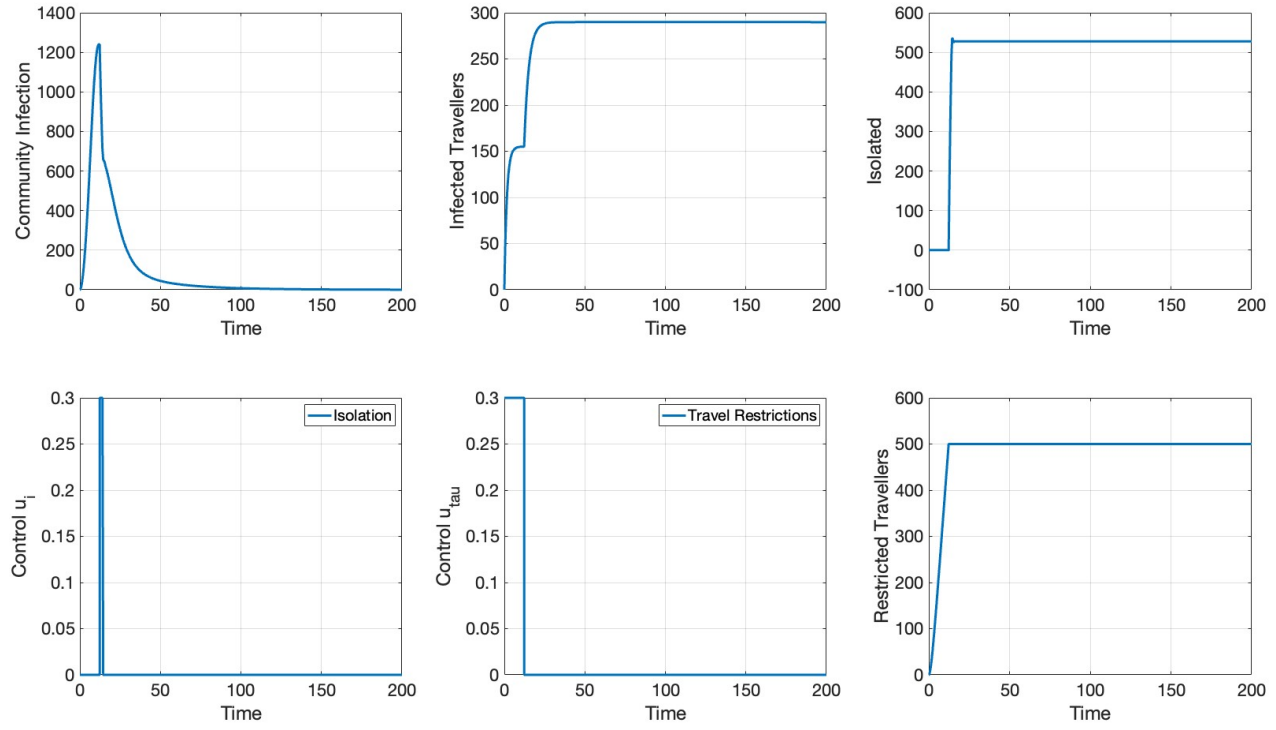 1400
1200
1000
800
600
400
200
0
Community Infection
0 50 100 150 200
Time
300
250
200
150
100
50
0
Infected Travellers
0 50 100 150 200
Time
600
500
400
300
200
100
0
-100
Isolated
0 50 100 150 200
Time
0.3
0.25
0.2
0.15
0.1
0.05
0
Control u_i
Isolation
0 50 100 150 200
Time
0.3
0.25
0.2
0.15
0.1
0.05
0
Control u_tau
Travel Restrictions
0 50 100 150 200
Time
600
500
400
300
200
100
0
Restricted Travellers
0 50 100 150 200
Time